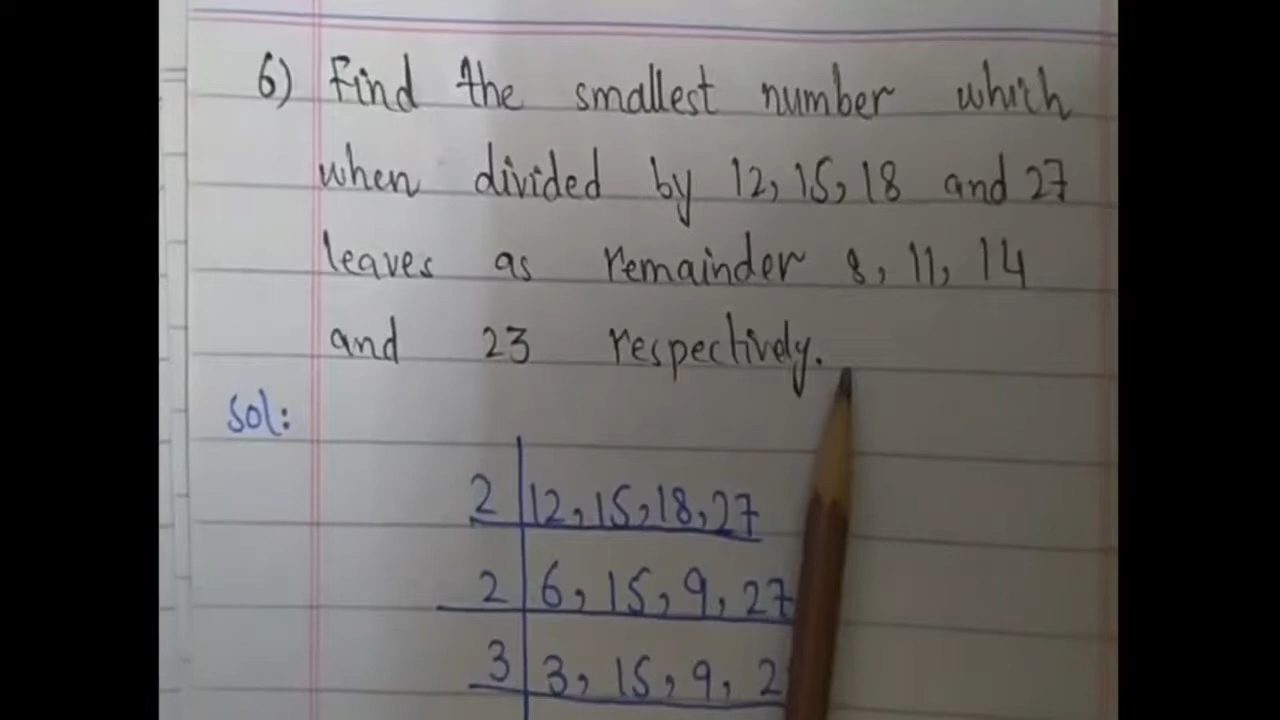 6) Find the smallest number which
when divided by 12, 15, 18 and 27
leaves as remainder 8, 11, 14
and 23 respectively.
Sol:
2 | 12, 15, 18, 27
2 | 6, 15, 9, 27
3 | 3, 15, 9, 2